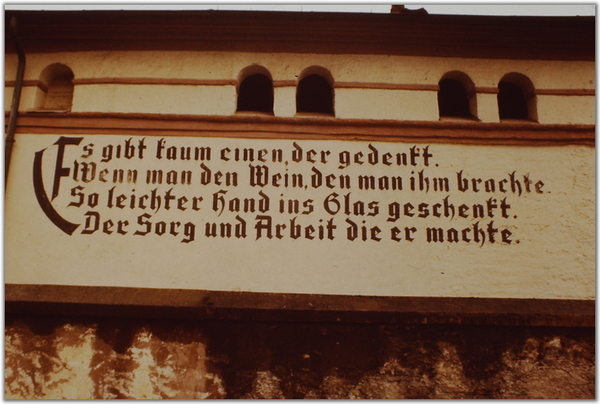 Es gibt kaum einen, der gedenkt.
Wenn man den Wein, den man ihm brachte.
So leichter Hand ins Glas geschenkt.
Der Sorg und Arbeit die er machte.